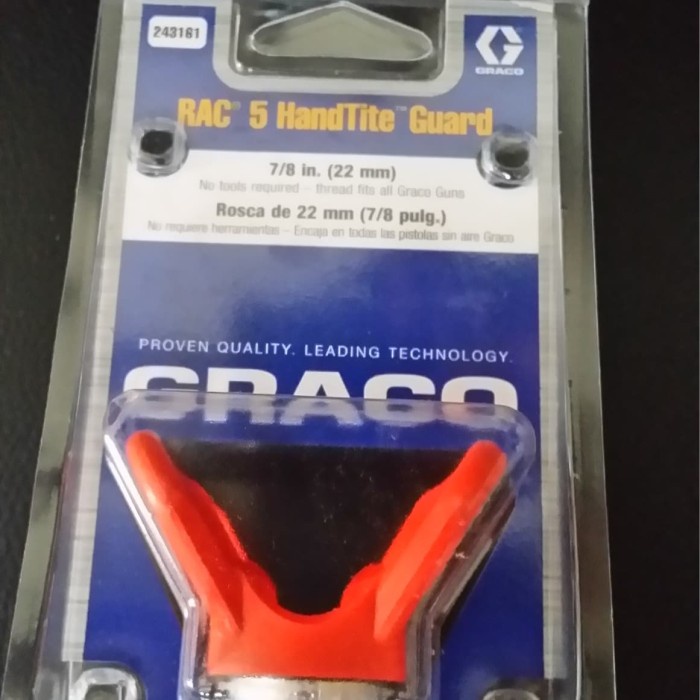 243161
GRACO
RAC® 5 HandTite™ Guard
7/8 in. (22 mm)
No tools required – thread fits all Graco Guns
Rosca de 22 mm (7/8 pulg.)
No requiere herramientas – Encaja en todas las pistolas sin aire Graco
PROVEN QUALITY. LEADING TECHNOLOGY.
GRACO